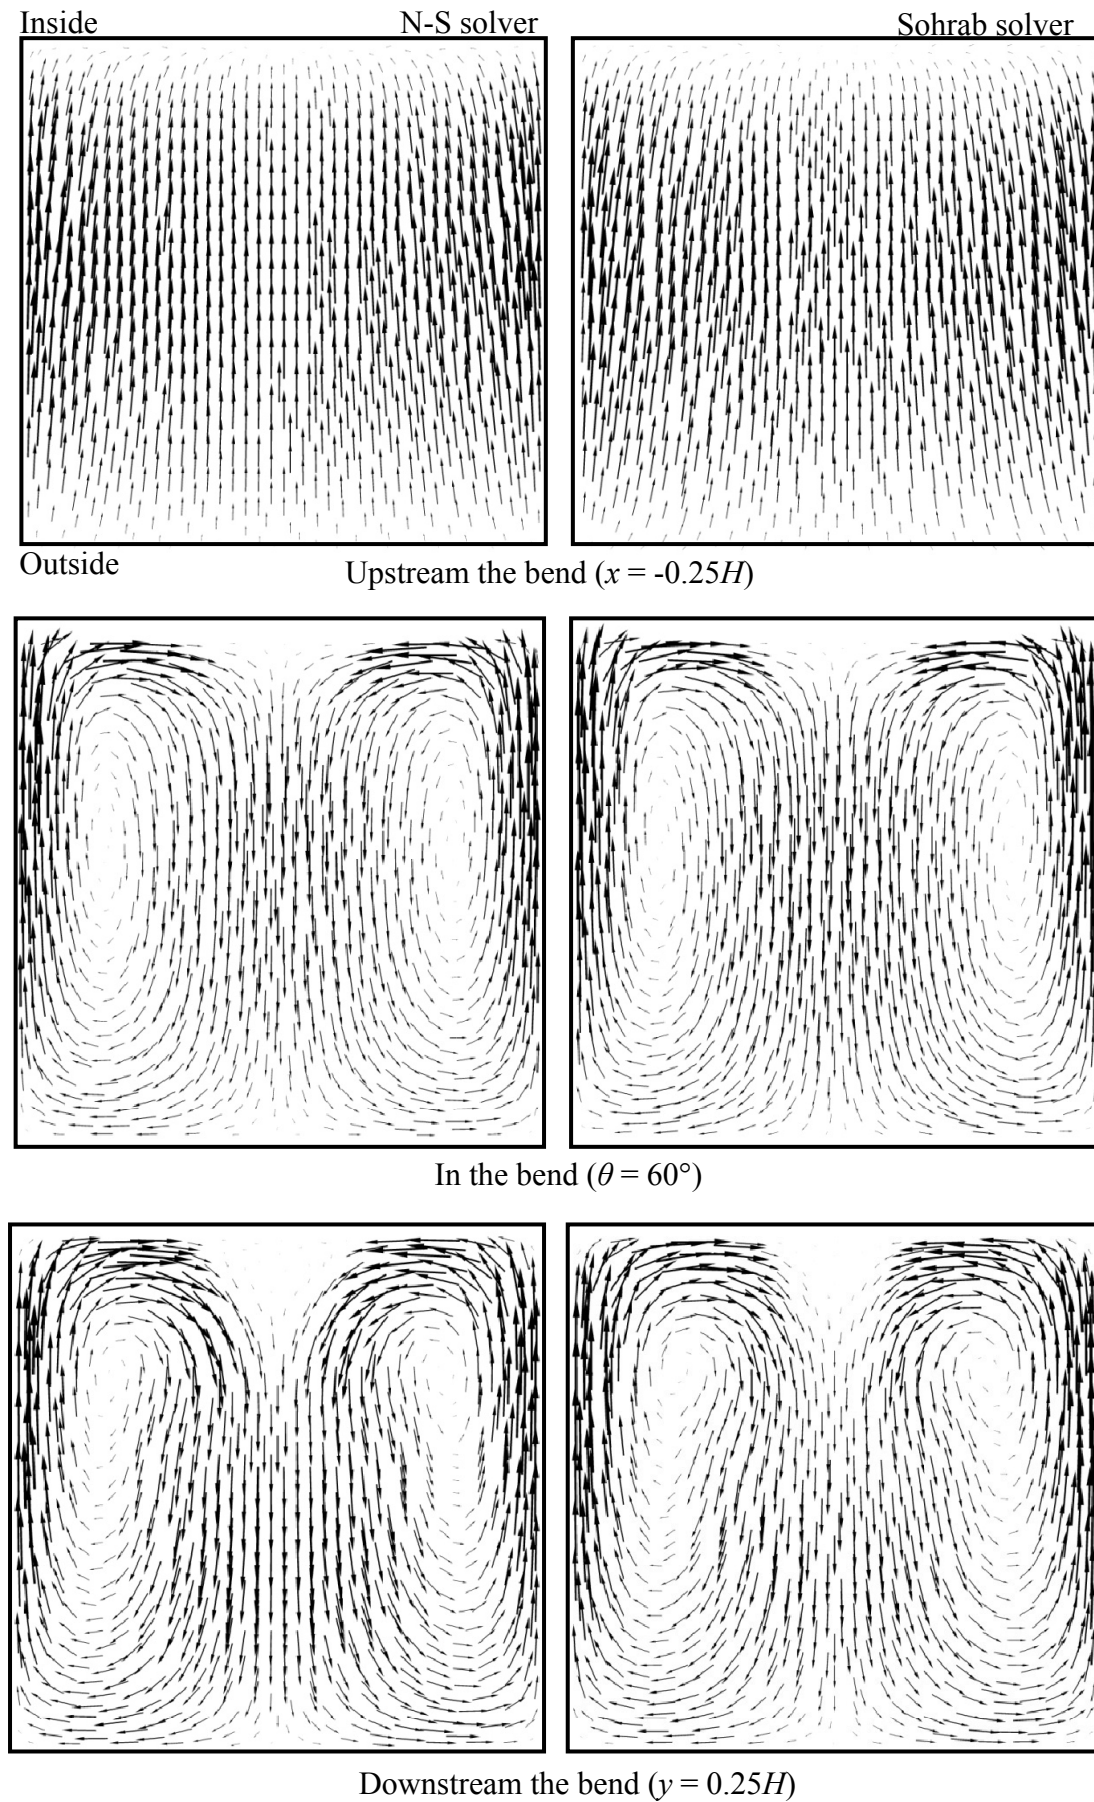 Inside N-S solver Sohrab solver
Outside
Upstream the bend (x = -0.25H)
In the bend (θ = 60°)
Downstream the bend (y = 0.25H)